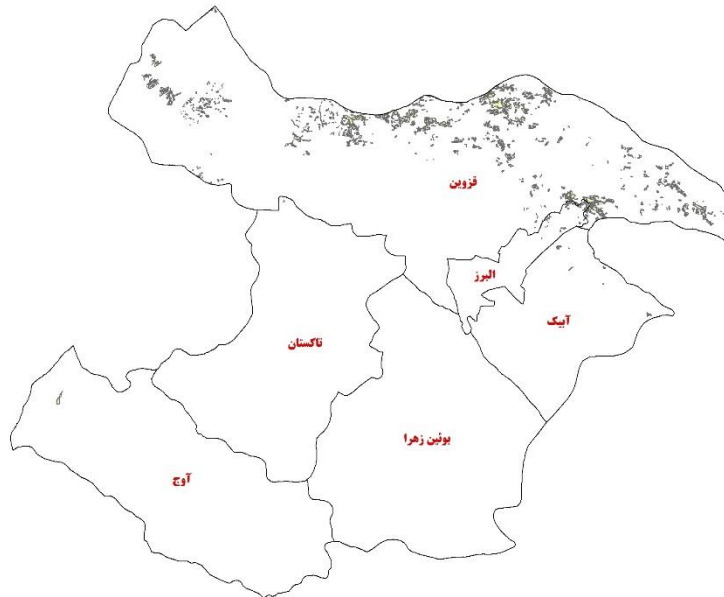 قزوین
البرز
آبیک
تاکستان
بوئین زهرا
آوج